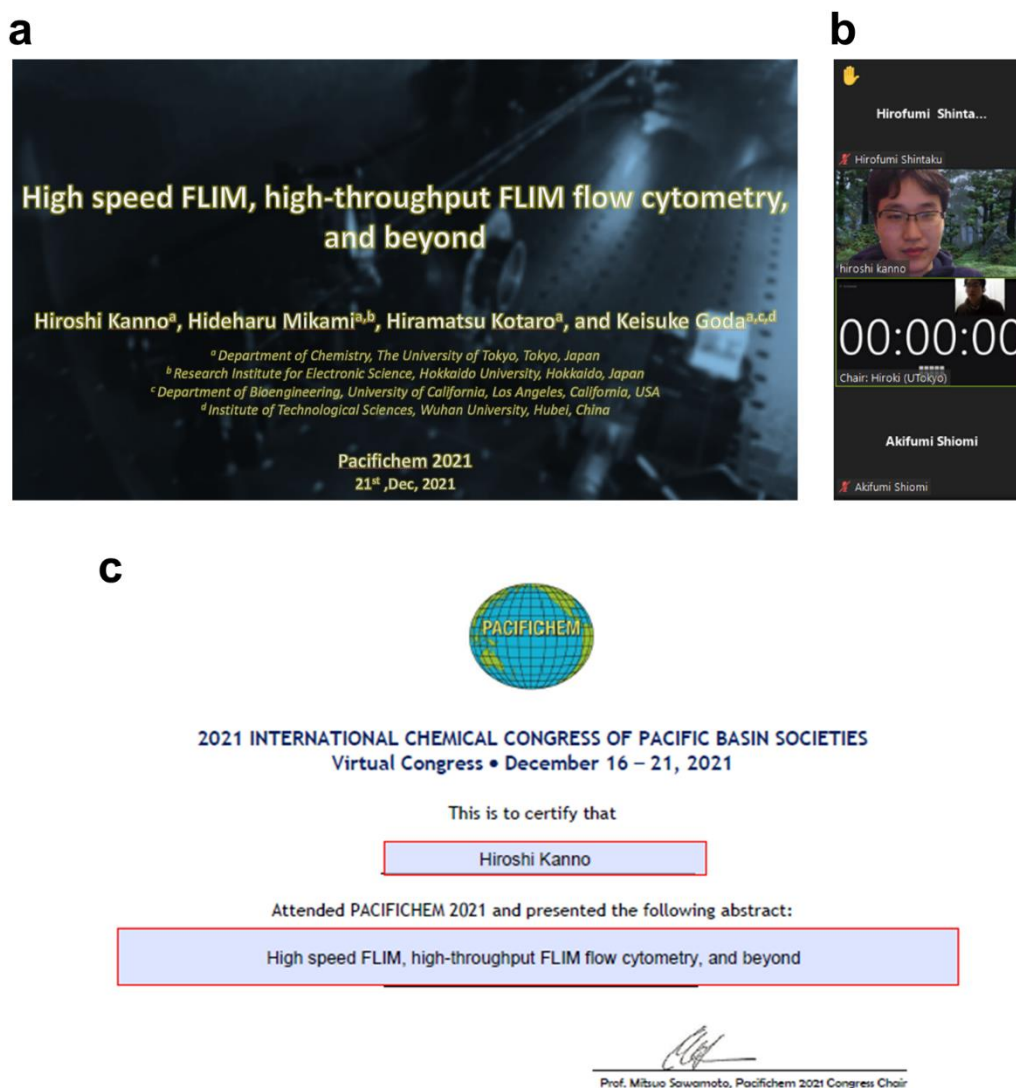 a
High speed FLIM, high-throughput FLIM flow cytometry,
and beyond
Hiroshi Kannoᵃ, Hideharu Mikamiᵃ,ᵇ, Hiramatsu Kotaroᵃ, and Keisuke Godaᵃ,ᶜ,ᵈ
ᵃ Department of Chemistry, The University of Tokyo, Tokyo, Japan
ᵇ Research Institute for Electronic Science, Hokkaido University, Hokkaido, Japan
ᶜ Department of Bioengineering, University of California, Los Angeles, California, USA
ᵈ Institute of Technological Sciences, Wuhan University, Hubei, China
Pacifichem 2021
21ˢᵗ ,Dec, 2021
b
Hirofumi Shinta...
Hirofumi Shintaku
hiroshi kanno
00:00:00
Chair: Hiroki (UTokyo)
Akifumi Shiomi
Akifumi Shiomi
c
PACIFICHEM
2021 INTERNATIONAL CHEMICAL CONGRESS OF PACIFIC BASIN SOCIETIES
Virtual Congress • December 16 – 21, 2021
This is to certify that
Hiroshi Kanno
Attended PACIFICHEM 2021 and presented the following abstract:
High speed FLIM, high-throughput FLIM flow cytometry, and beyond
Prof. Mitsuo Sawamoto, Pacifichem 2021 Congress Chair